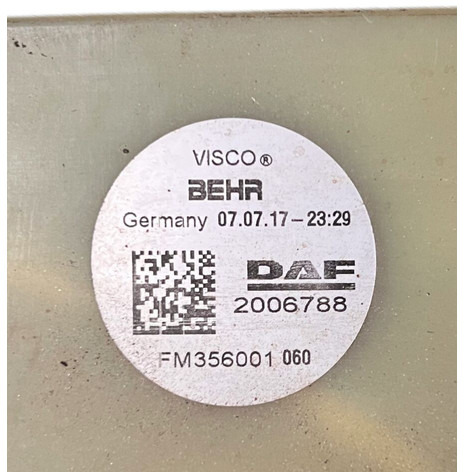 VISCO®
BEHR
Germany 07.07.17-23:29
DAF
2006788
FM356001 060